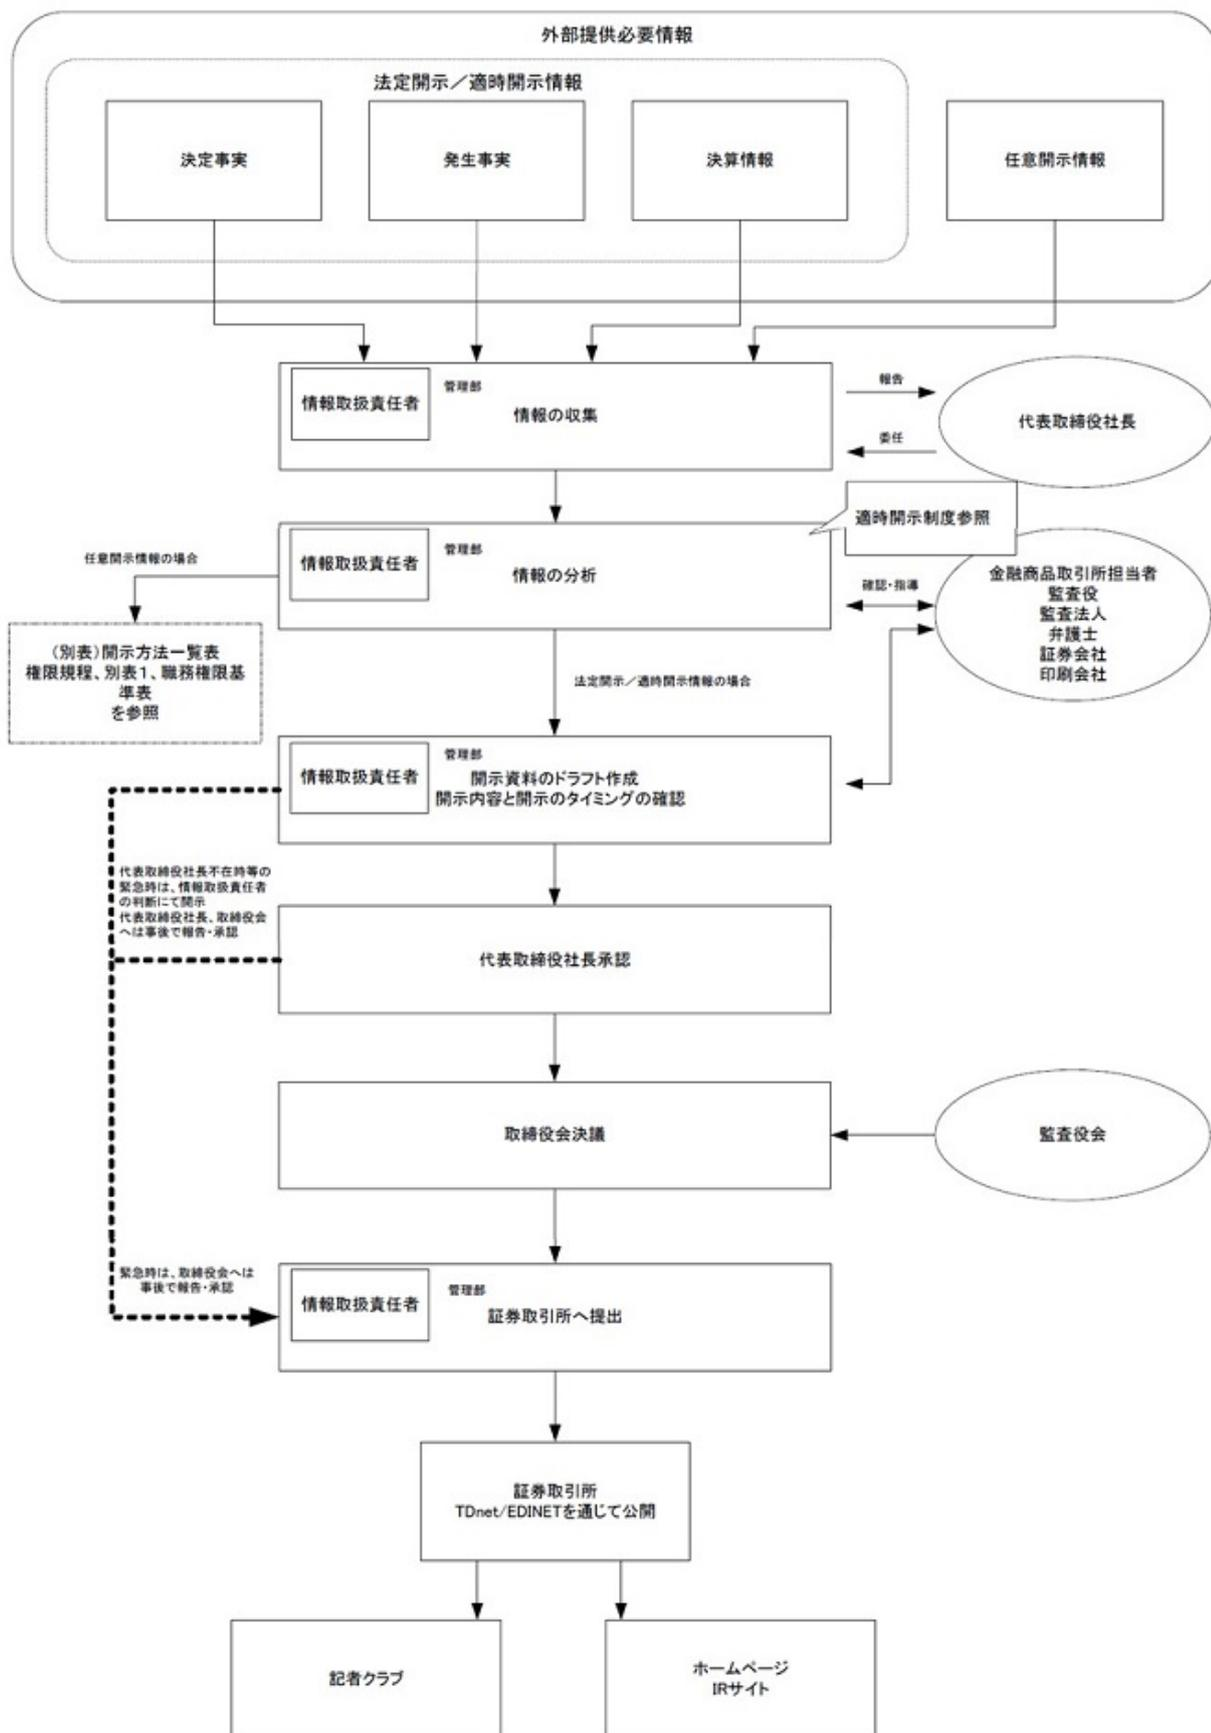 外部提供必要情報
法定開示／適時開示情報
決定事実
発生事実
決算情報
任意開示情報
情報取扱責任者
管理部
情報の収集
報告
委任
代表取締役社長
適時開示制度参照
情報取扱責任者
管理部
情報の分析
任意開示情報の場合
（別表）開示方法一覧表
権限規程、別表１、職務権限基
準表
を参照
確認・指導
金融商品取引所担当者
監査役
監査法人
弁護士
証券会社
印刷会社
法定開示／適時開示情報の場合
情報取扱責任者
管理部
開示資料のドラフト作成
開示内容と開示のタイミングの確認
代表取締役社長不在時等の
緊急時は、情報取扱責任者
の判断にて開示
代表取締役社長、取締役会
へは事後で報告・承認
代表取締役社長承認
取締役会決議
監査役会
緊急時は、取締役会へは
事後で報告・承認
情報取扱責任者
管理部
証券取引所へ提出
証券取引所
TDnet/EDINETを通じて公開
記者クラブ
ホームページ
IRサイト